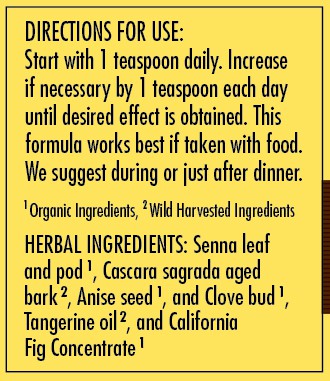 DIRECTIONS FOR USE:
Start with 1 teaspoon daily. Increase
if necessary by 1 teaspoon each day
until desired effect is obtained. This
formula works best if taken with food.
We suggest during or just after dinner.
¹ Organic Ingredients, ² Wild Harvested Ingredients
HERBAL INGREDIENTS: Senna leaf
and pod ¹, Cascara sagrada aged
bark ², Anise seed ¹, and Clove bud ¹,
Tangerine oil ², and California
Fig Concentrate ¹